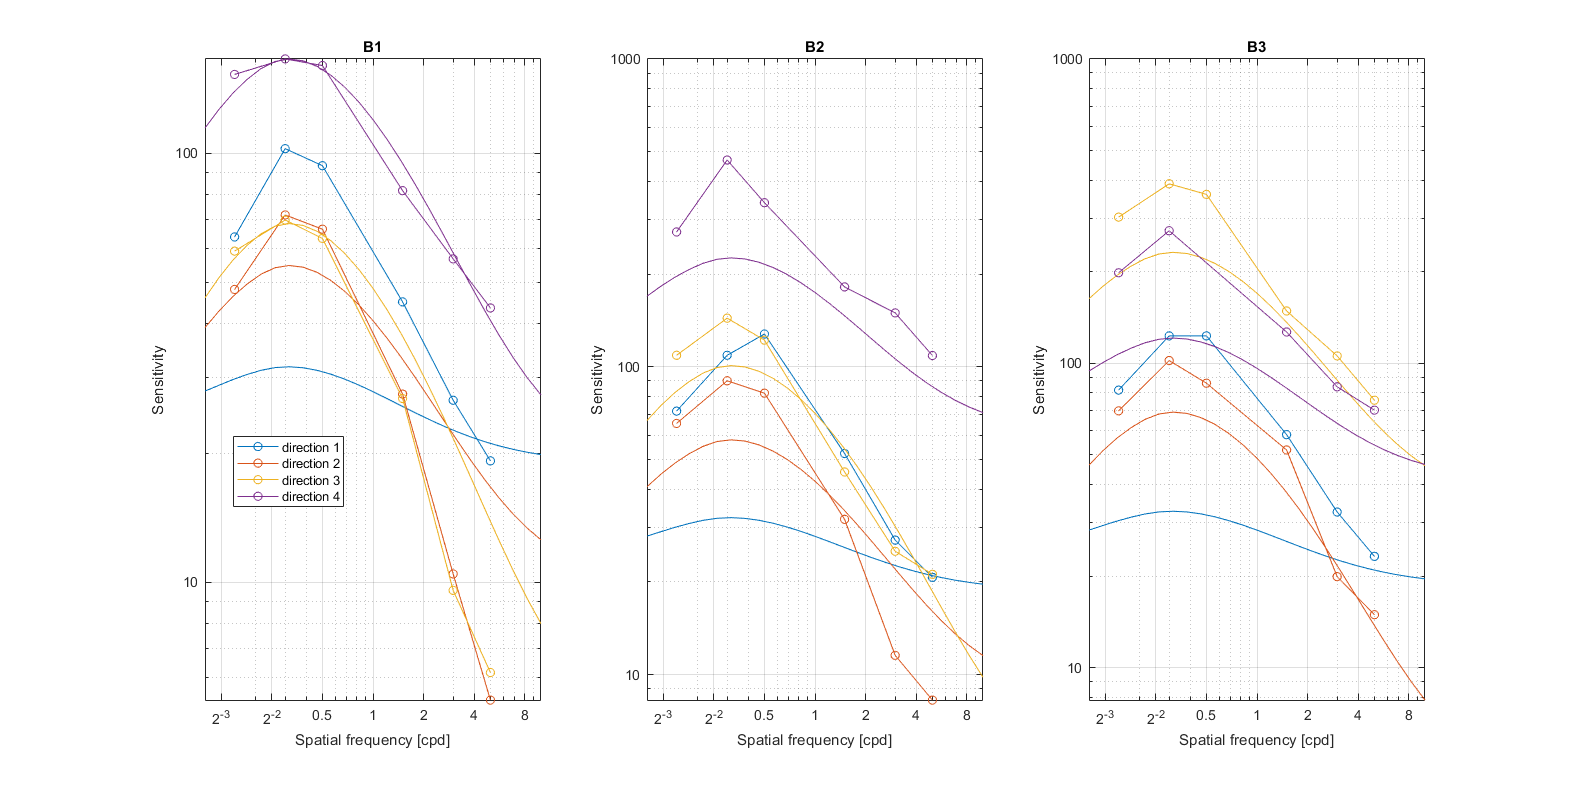 B1
B2
B3
Sensitivity
100
10
direction 1
direction 2
direction 3
direction 4
2^-3 2^-2 0.5 1 2 4 8
Spatial frequency [cpd]
Sensitivity
1000
100
10
2^-3 2^-2 0.5 1 2 4 8
Spatial frequency [cpd]
Sensitivity
1000
100
10
2^-3 2^-2 0.5 1 2 4 8
Spatial frequency [cpd]